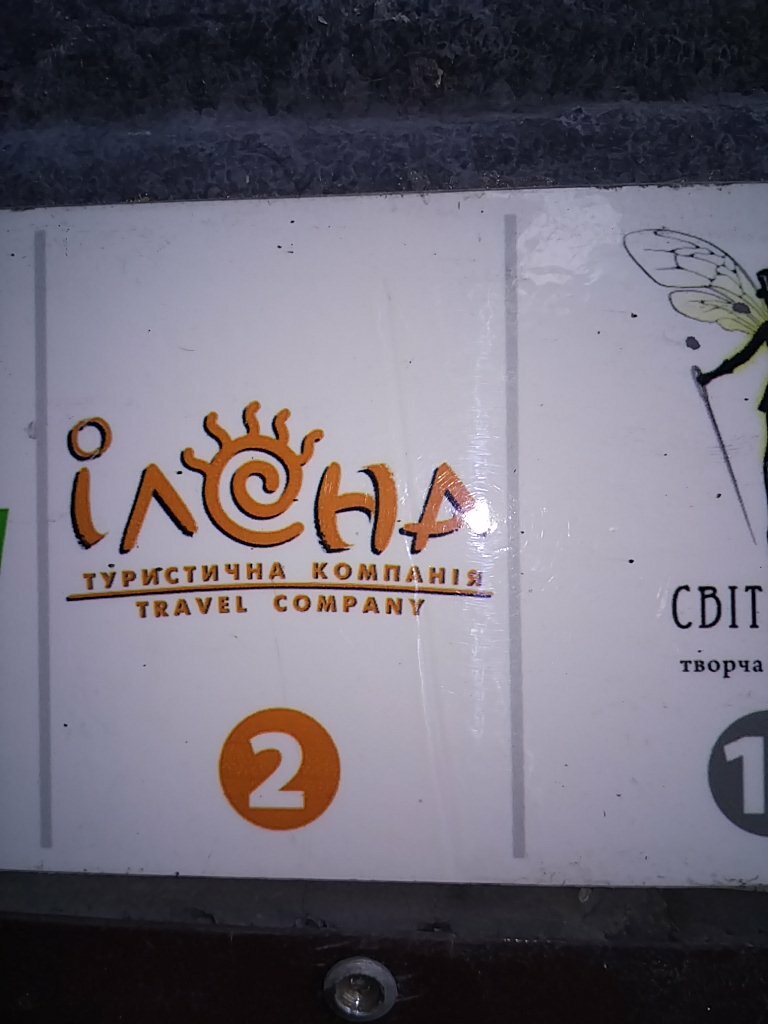 ілона
ТУРИСТИЧНА КОМПАНІЯ
TRAVEL COMPANY
2
СВІТ
творча
1